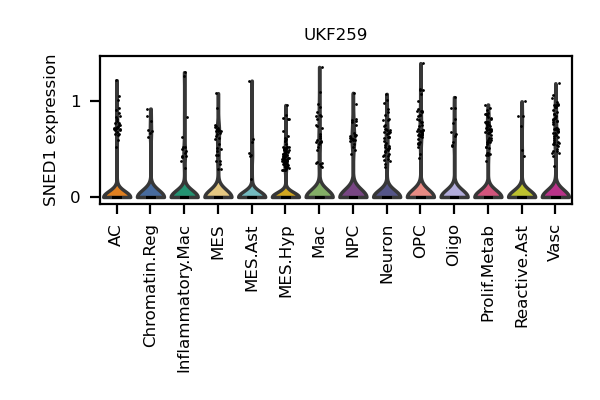 UKF259
SNED1 expression
1
0
AC
Chromatin.Reg
Inflammatory.Mac
MES
MES.Ast
MES.Hyp
Mac
NPC
Neuron
OPC
Oligo
Prolif.Metab
Reactive.Ast
Vasc